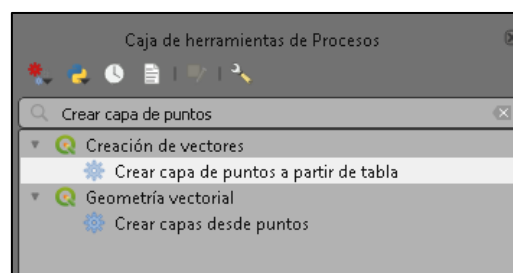 Caja de herramientas de Procesos
Crear capa de puntos
Creación de vectores
Crear capa de puntos a partir de tabla
Geometría vectorial
Crear capas desde puntos